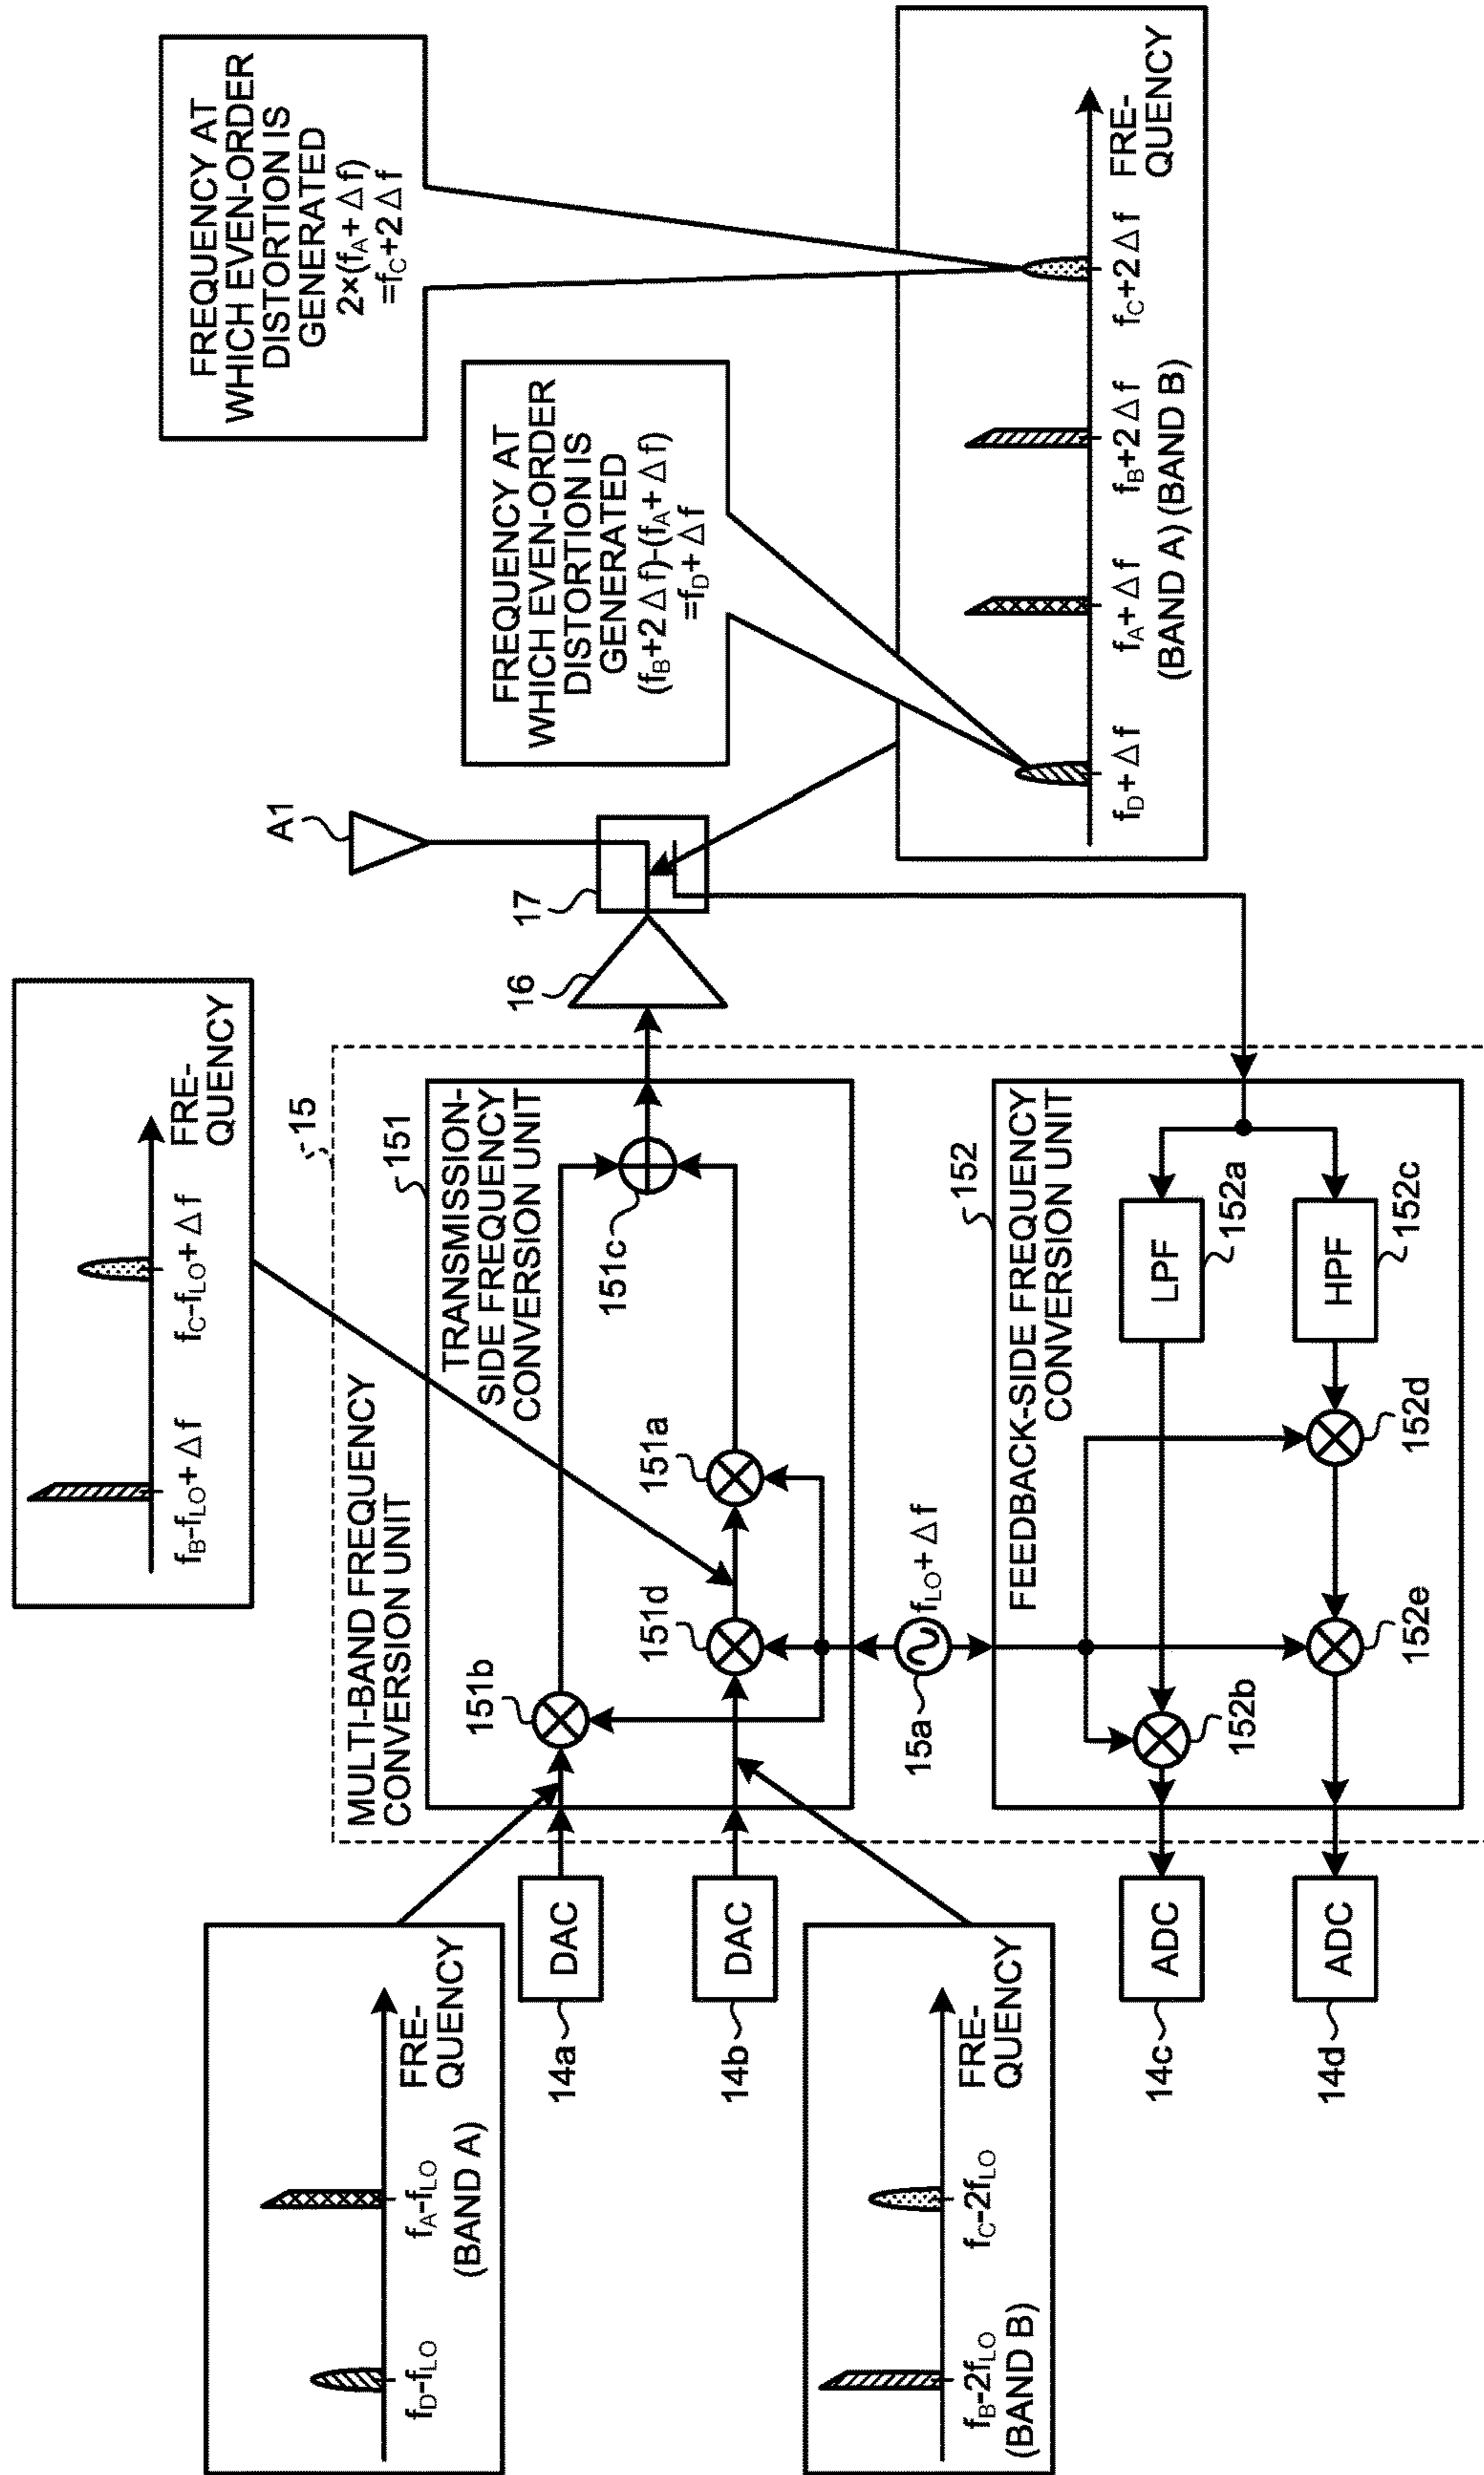 FREQUENCY AT
WHICH EVEN-ORDER
DISTORTION IS
GENERATED
2×(fA+Δf)
=fC+2Δf
FREQUENCY AT
WHICH EVEN-ORDER
DISTORTION IS
GENERATED
(fB+2Δf)-(fA+Δf)
=fD+Δf
fB-fLO+Δf
fC-fLO+Δf
FRE-
QUENCY
A1
15
16
17
MULTI-BAND FREQUENCY
CONVERSION UNIT
151
TRANSMISSION-
SIDE FREQUENCY
CONVERSION UNIT
151b
151c
151d
151a
fD-fLO
fA-fLO
(BAND A)
FRE-
QUENCY
DAC
14a
DAC
14b
fB-2fLO
(BAND B)
fC-2fLO
FRE-
QUENCY
15a
fLO+Δf
152
FEEDBACK-SIDE FREQUENCY
CONVERSION UNIT
LPF
152a
152b
HPF
152c
152d
152e
ADC
14c
ADC
14d
fD+Δf
fA+Δf
(BAND A)
fB+2Δf
(BAND B)
fC+2Δf
FRE-
QUENCY